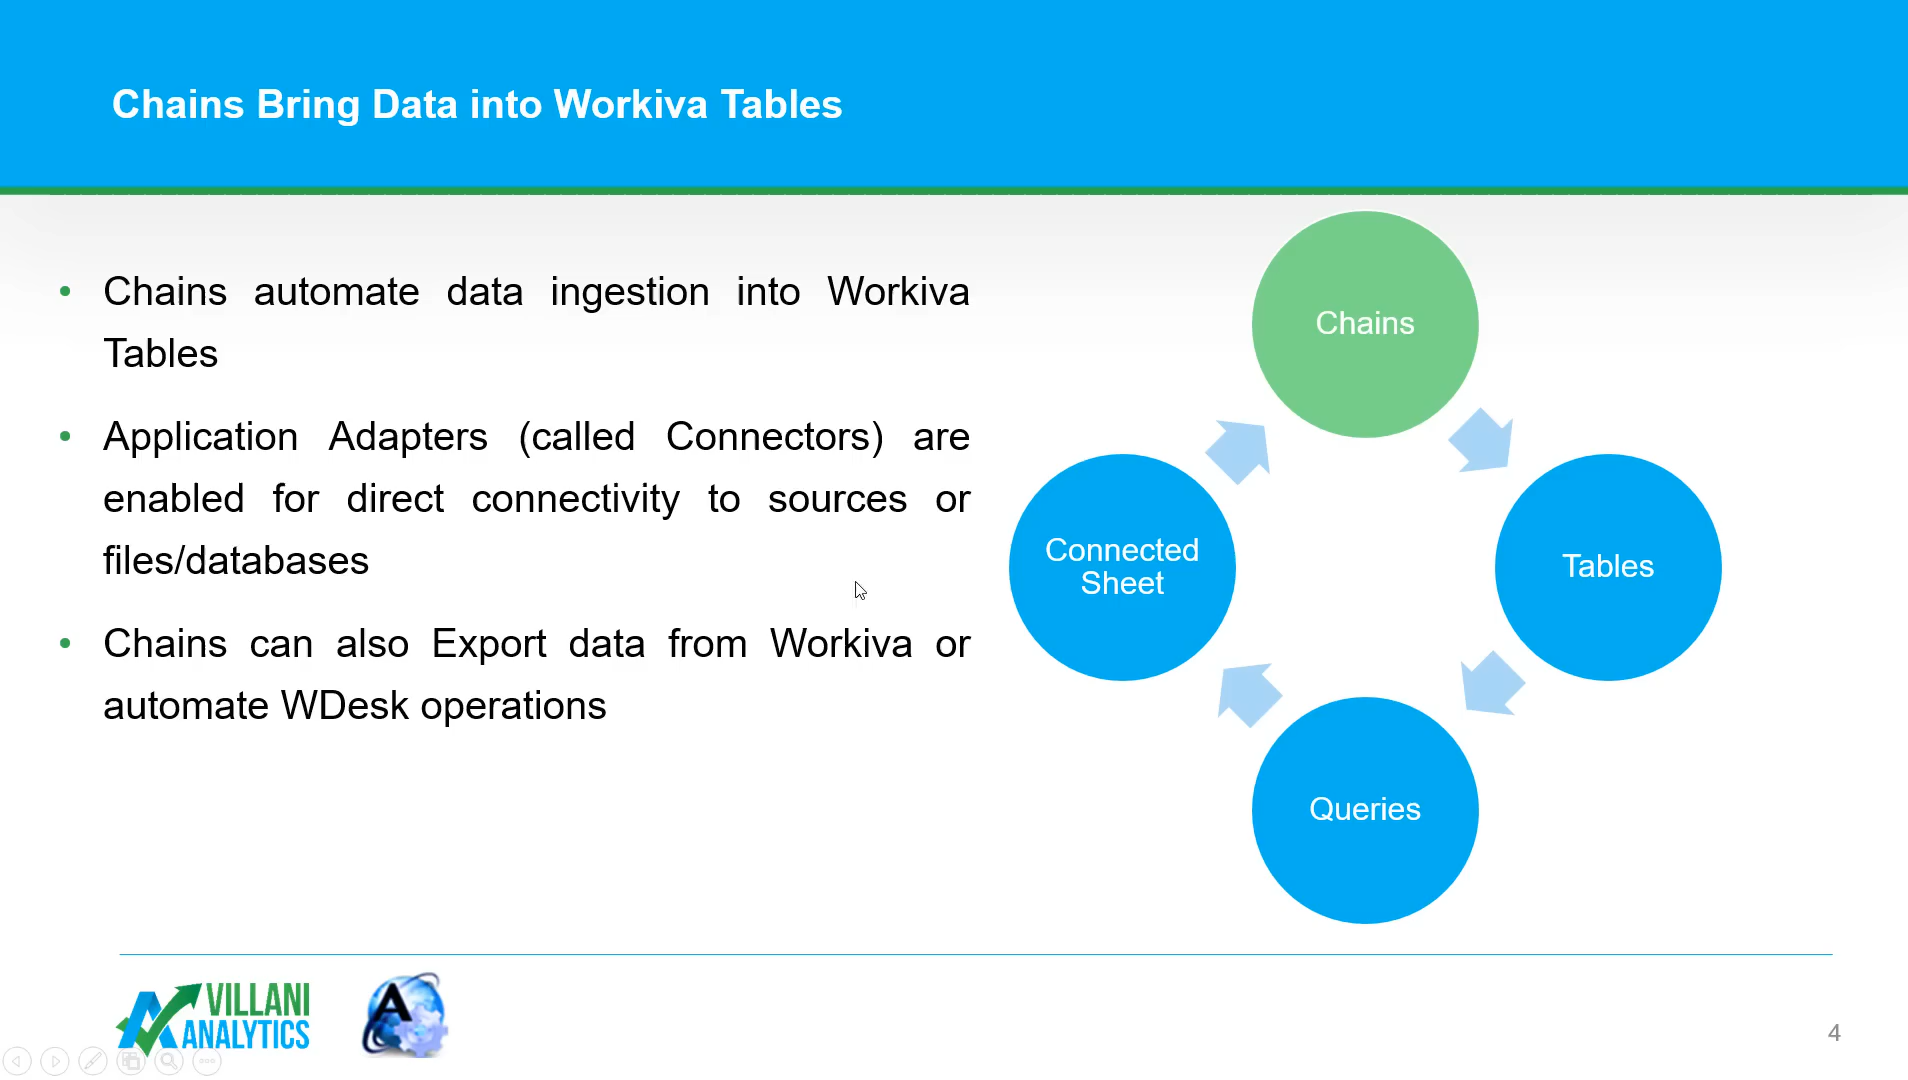 Chains Bring Data into Workiva Tables
• Chains automate data ingestion into Workiva
Tables
• Application Adapters (called Connectors) are
enabled for direct connectivity to sources or
files/databases
• Chains can also Export data from Workiva or
automate WDesk operations
Chains
Connected
Sheet
Tables
Queries
VILLANI
ANALYTICS
A
4